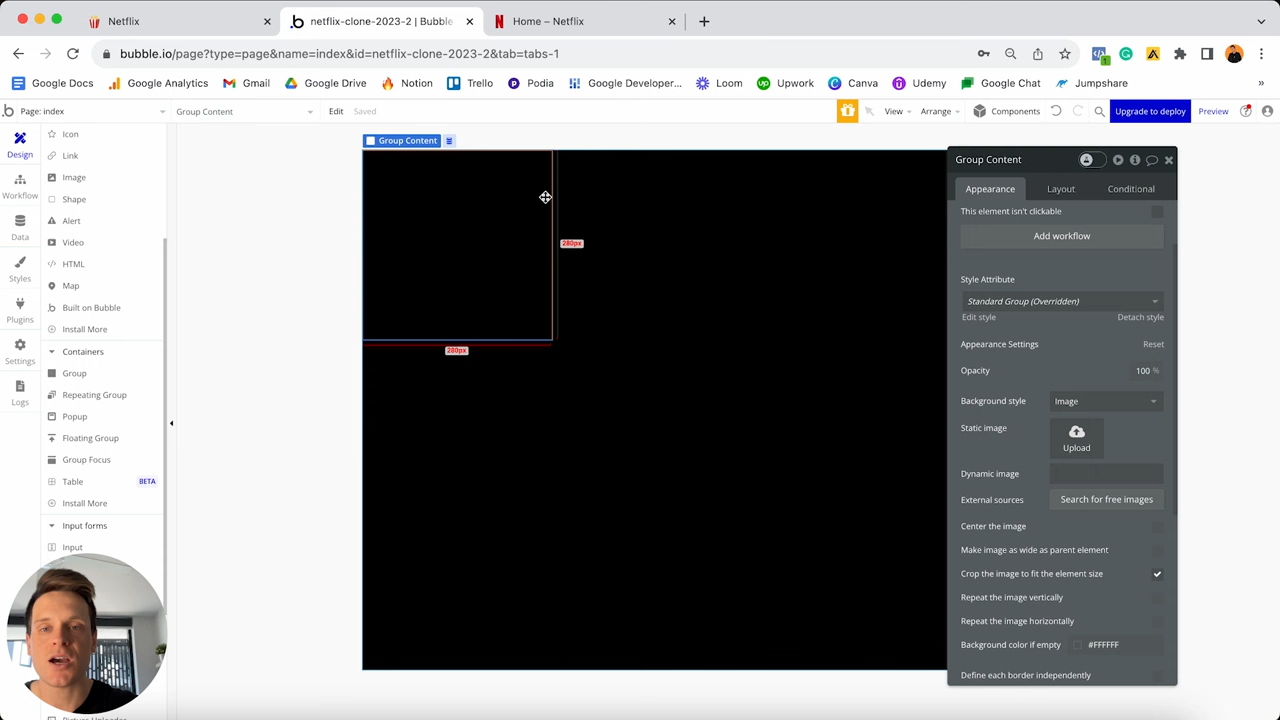 Netflix
netflix-clone-2023-2 | Bubble
Home – Netflix
bubble.io/page?type=page&name=index&id=netflix-clone-2023-2&tab=tabs-1
Google Docs
Google Analytics
Gmail
Google Drive
Notion
Trello
Podia
Google Developer...
Loom
Upwork
Canva
Udemy
Google Chat
Jumpshare
»
Page: index
Group Content
Edit
Saved
View
Arrange
Components
Upgrade to deploy
Preview
Design
Workflow
Data
Styles
Plugins
Settings
Logs
Icon
Link
Image
Shape
Alert
Video
HTML
Map
Built on Bubble
Install More
Containers
Group
Repeating Group
Popup
Floating Group
Group Focus
Table
BETA
Install More
Input forms
Input
Group Content
280px
280px
Group Content
Appearance
Layout
Conditional
This element isn't clickable
Add workflow
Style Attribute
Standard Group (Overridden)
Edit style
Detach style
Appearance Settings
Reset
Opacity
100 %
Background style
Image
Static image
Upload
Dynamic image
External sources
Search for free images
Center the image
Make image as wide as parent element
Crop the image to fit the element size
Repeat the image vertically
Repeat the image horizontally
Background color if empty
#FFFFFF
Define each border independently